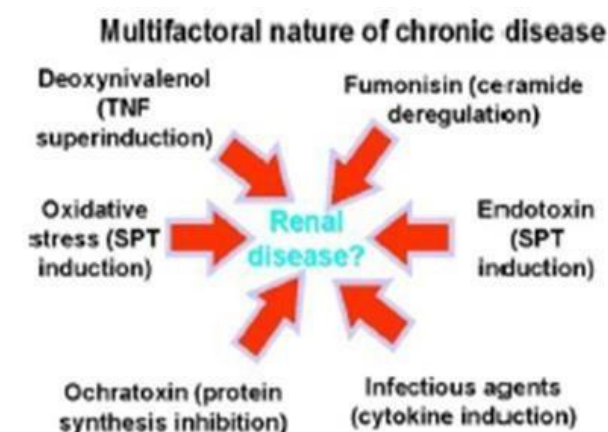 Multifactoral nature of chronic disease
Deoxynivalenol
(TNF
superinduction)
Fumonisin (ceramide
deregulation)
Oxidative
stress (SPT
induction)
Renal
disease?
Endotoxin
(SPT
induction)
Ochratoxin (protein
synthesis inhibition)
Infectious agents
(cytokine induction)